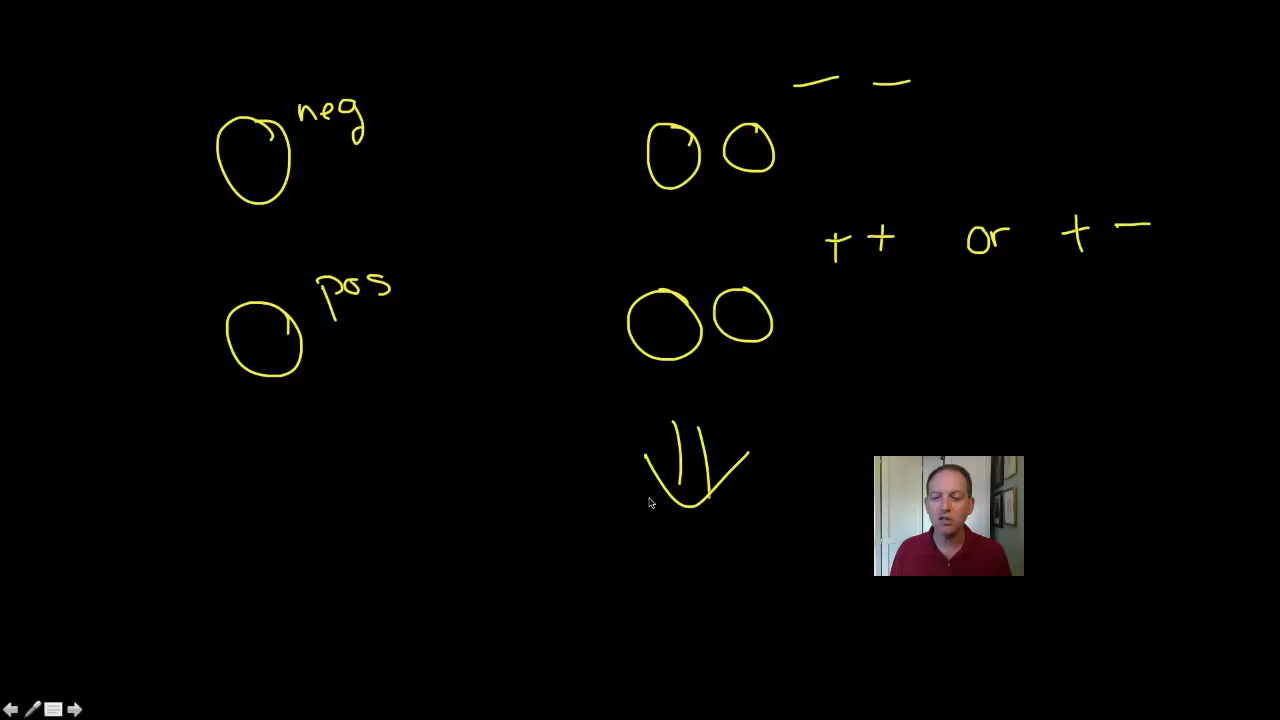 — —
neg
+ + or + —
pos